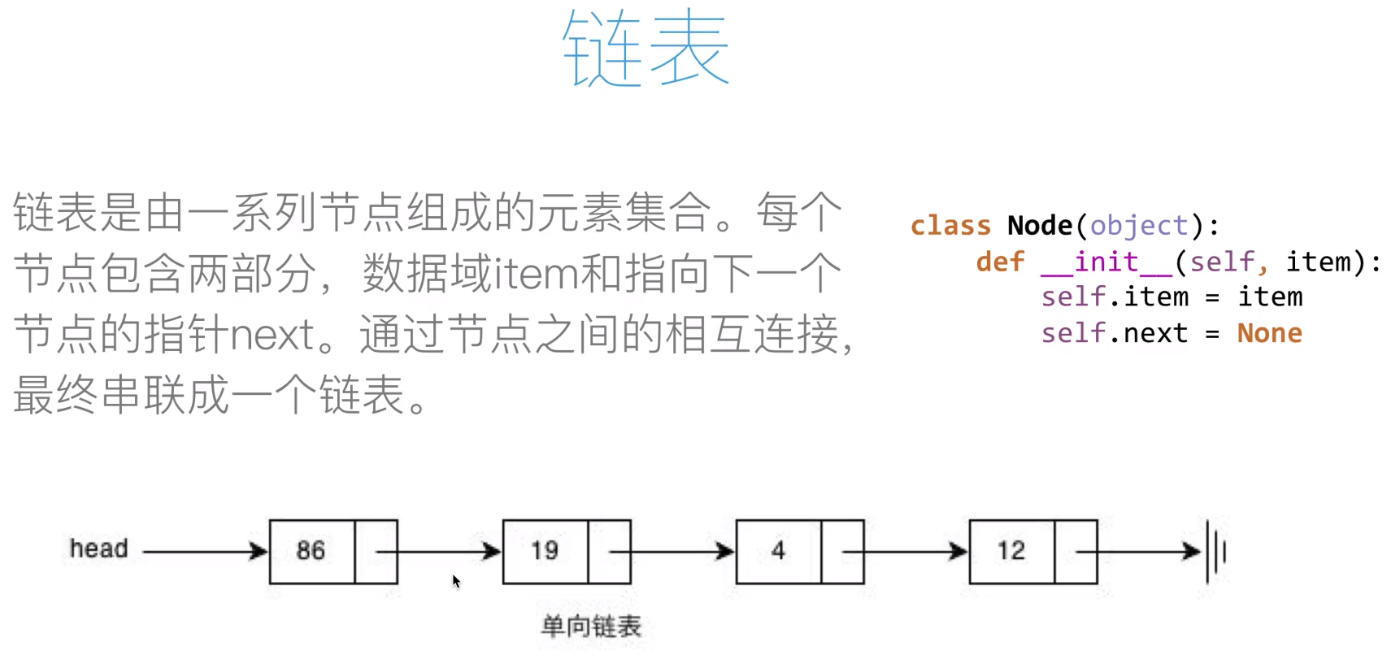 链表
链表是由一系列节点组成的元素集合。每个
节点包含两部分，数据域item和指向下一个
节点的指针next。通过节点之间的相互连接，
最终串联成一个链表。
class Node(object):
    def __init__(self, item):
        self.item = item
        self.next = None
head 86 19 4 12
单向链表